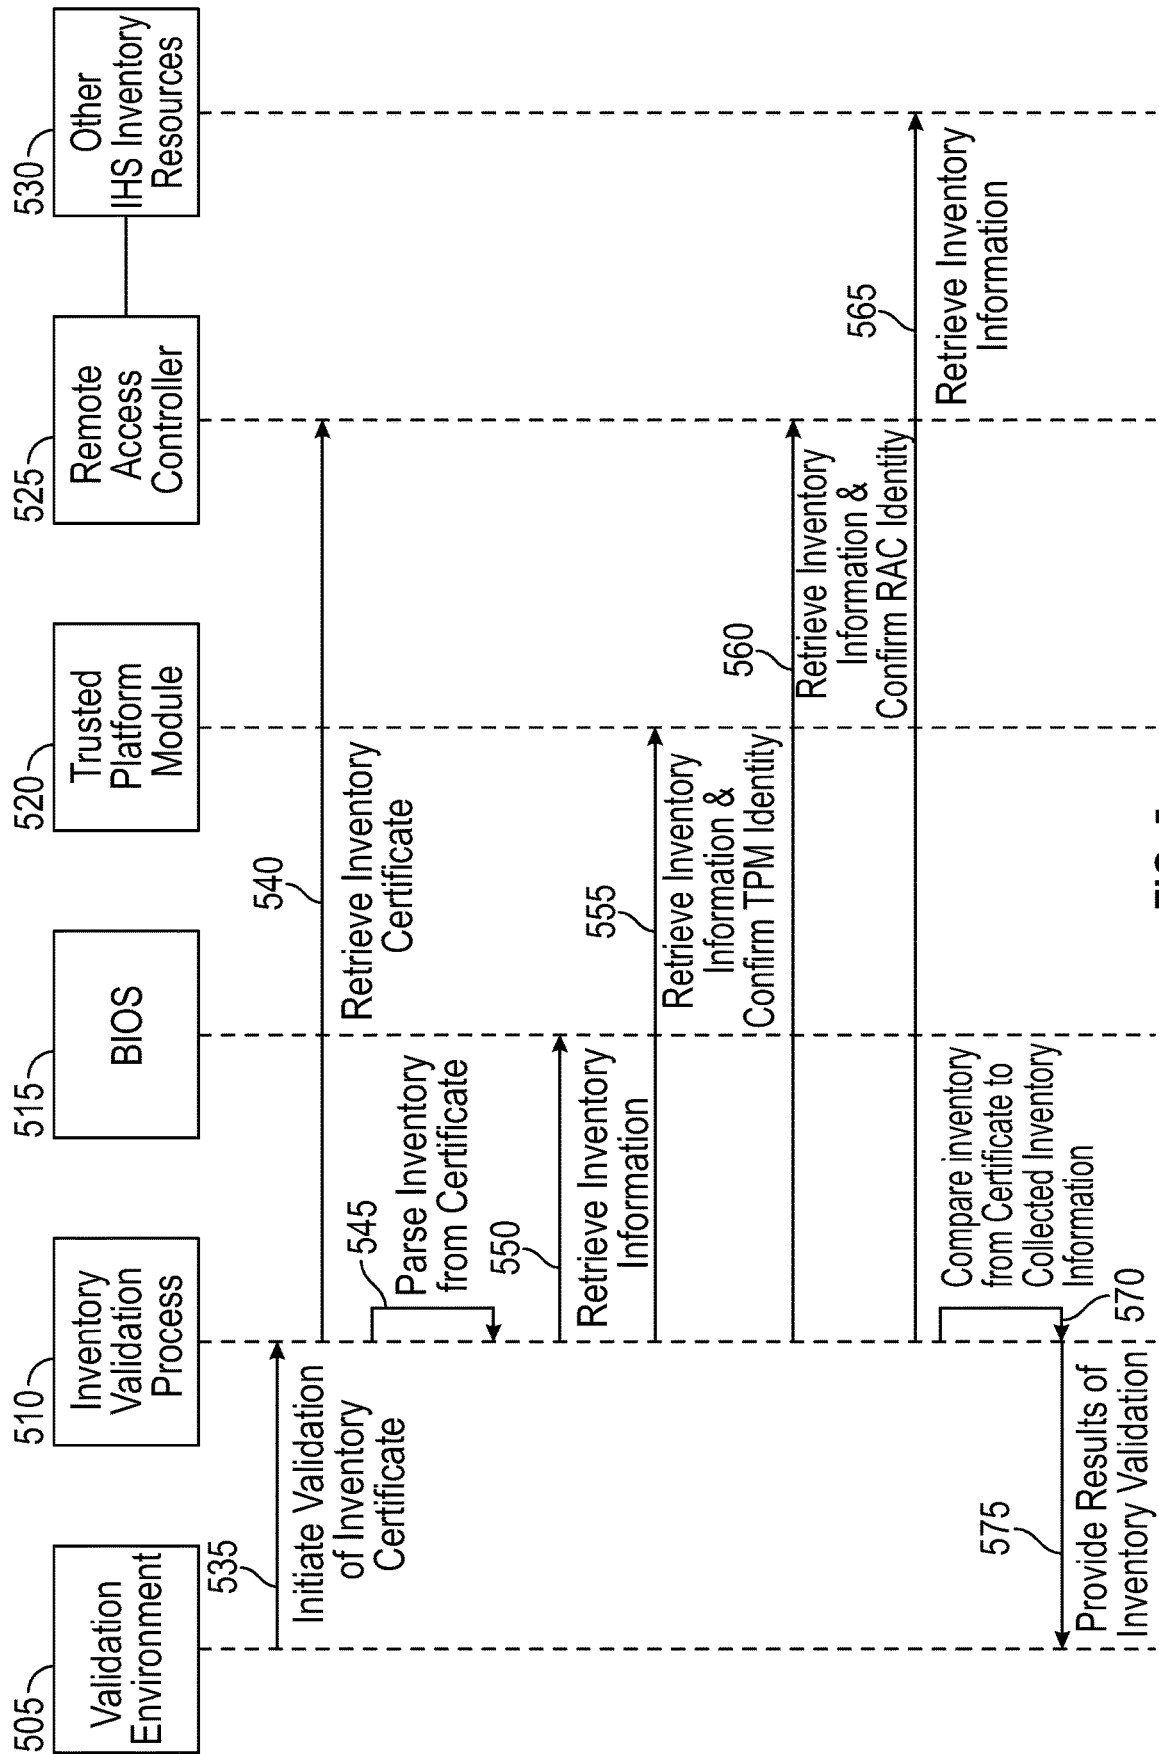 505
Validation
Environment
510
Inventory
Validation
Process
515
BIOS
520
Trusted
Platform
Module
525
Remote
Access
Controller
530
Other
IHS Inventory
Resources
535
Initiate Validation
of Inventory
Certificate
540
Retrieve Inventory
Certificate
545
Parse Inventory
from Certificate
550
Retrieve Inventory
Information
555
Retrieve Inventory
Information &
Confirm TPM Identity
560
Retrieve Inventory
Information &
Confirm RAC Identity
565
Retrieve Inventory
Information
Compare inventory
from Certificate to
Collected Inventory
Information
570
575
Provide Results of
Inventory Validation